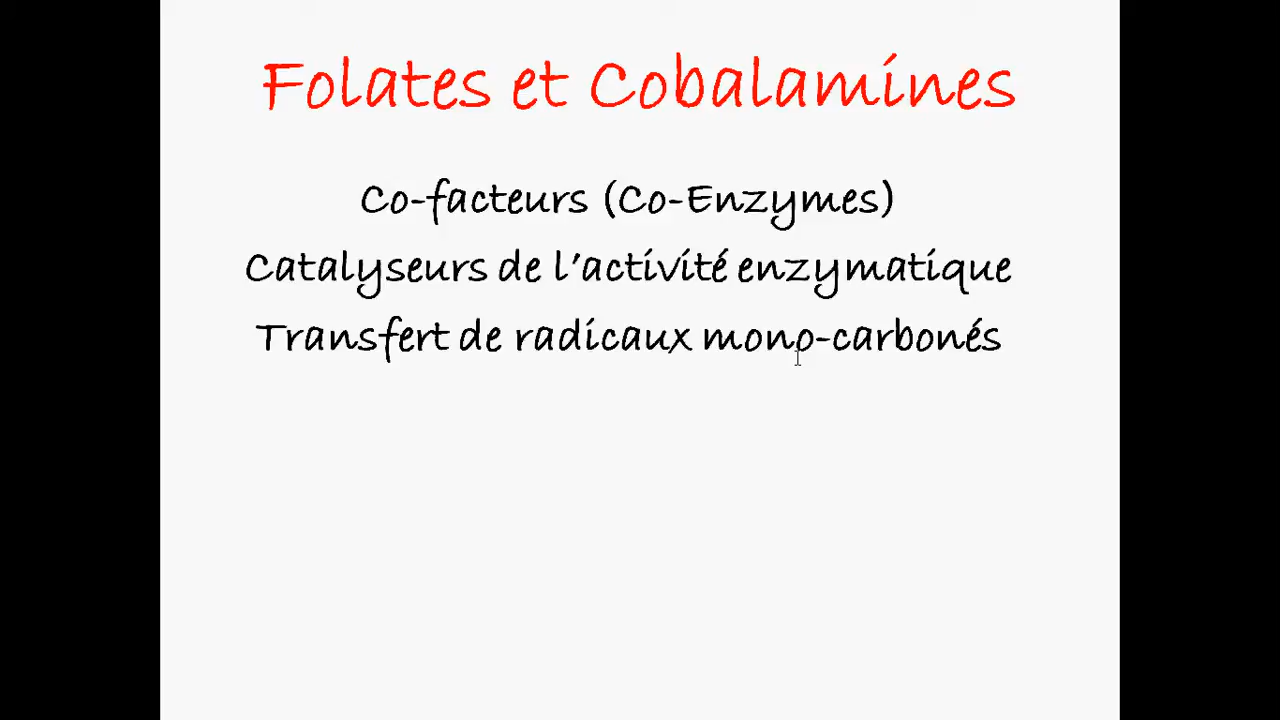 Folates et Cobalamines
Co-facteurs (Co-Enzymes)
Catalyseurs de l'activité enzymatique
Transfert de radicaux mono-carbonés